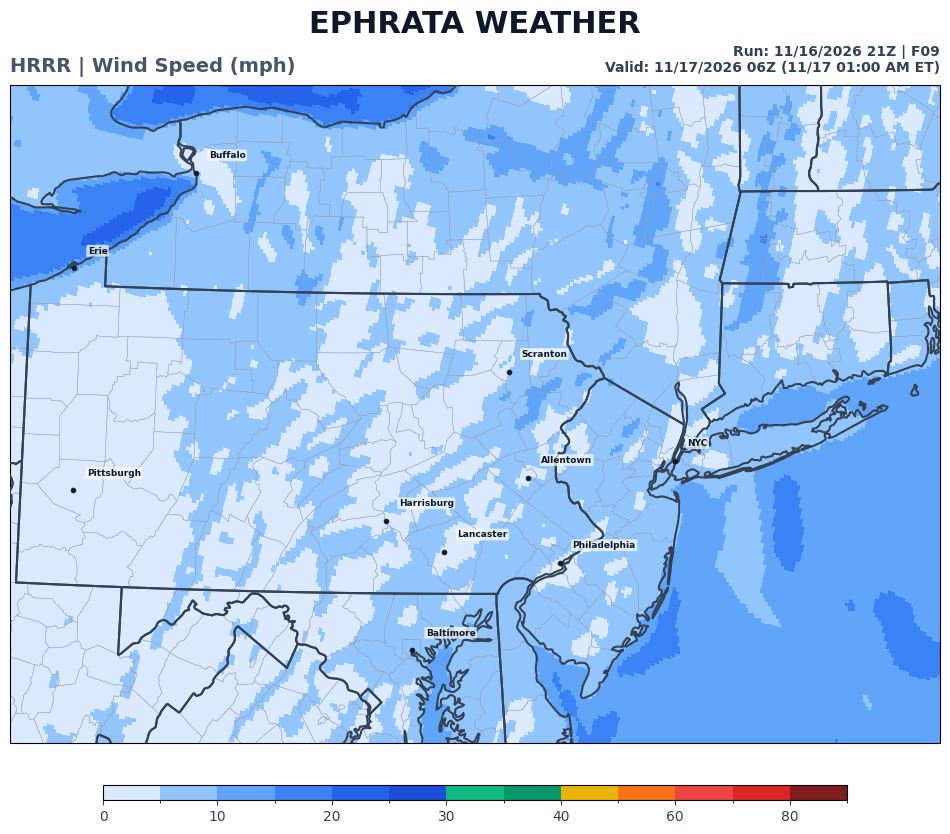 EPHRATA WEATHER
HRRR | Wind Speed (mph)
Run: 11/16/2026 21Z | F09
Valid: 11/17/2026 06Z (11/17 01:00 AM ET)
Buffalo
Erie
Scranton
NYC
Allentown
Pittsburgh
Harrisburg
Lancaster
Philadelphia
Baltimore
0 10 20 30 40 50 60 70 80